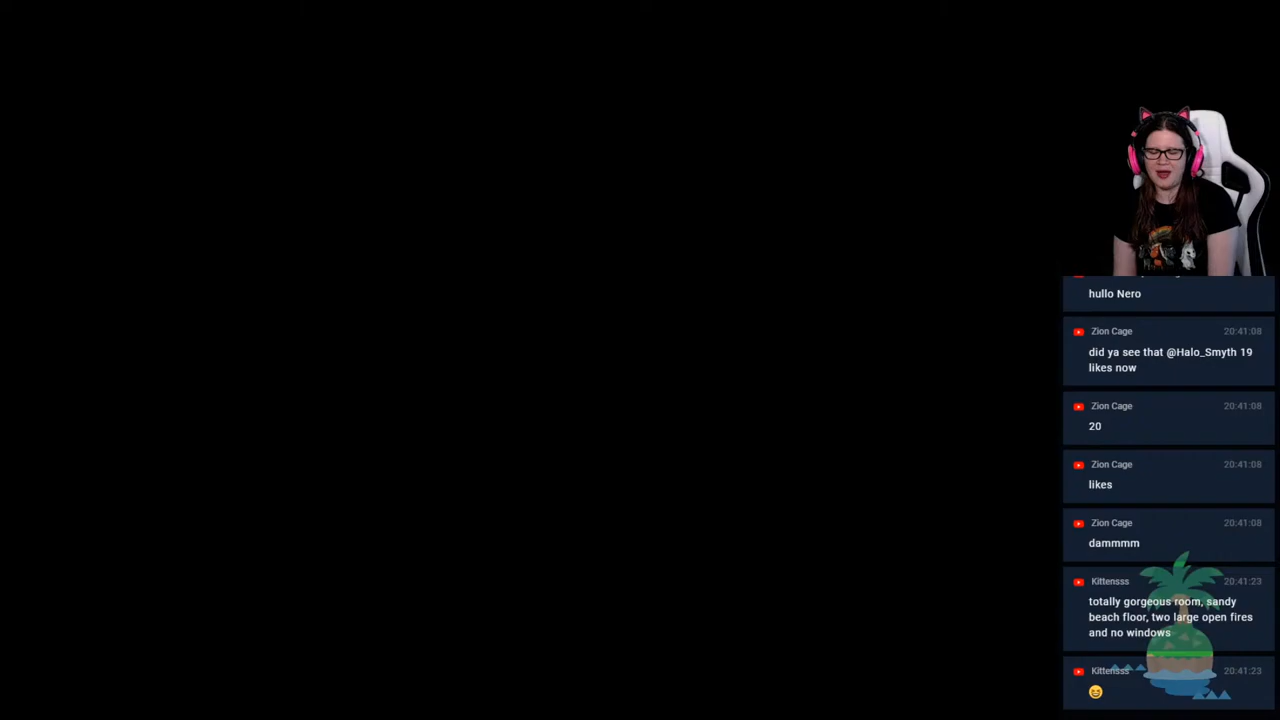 hullo Nero
Zion Cage 20:41:08
did ya see that @Halo_Smyth 19
likes now
Zion Cage 20:41:08
20
Zion Cage 20:41:08
likes
Zion Cage 20:41:08
dammmm
Kittensss 20:41:23
totally gorgeous room, sandy
beach floor, two large open fires
and no windows
Kittensss 20:41:23
😄